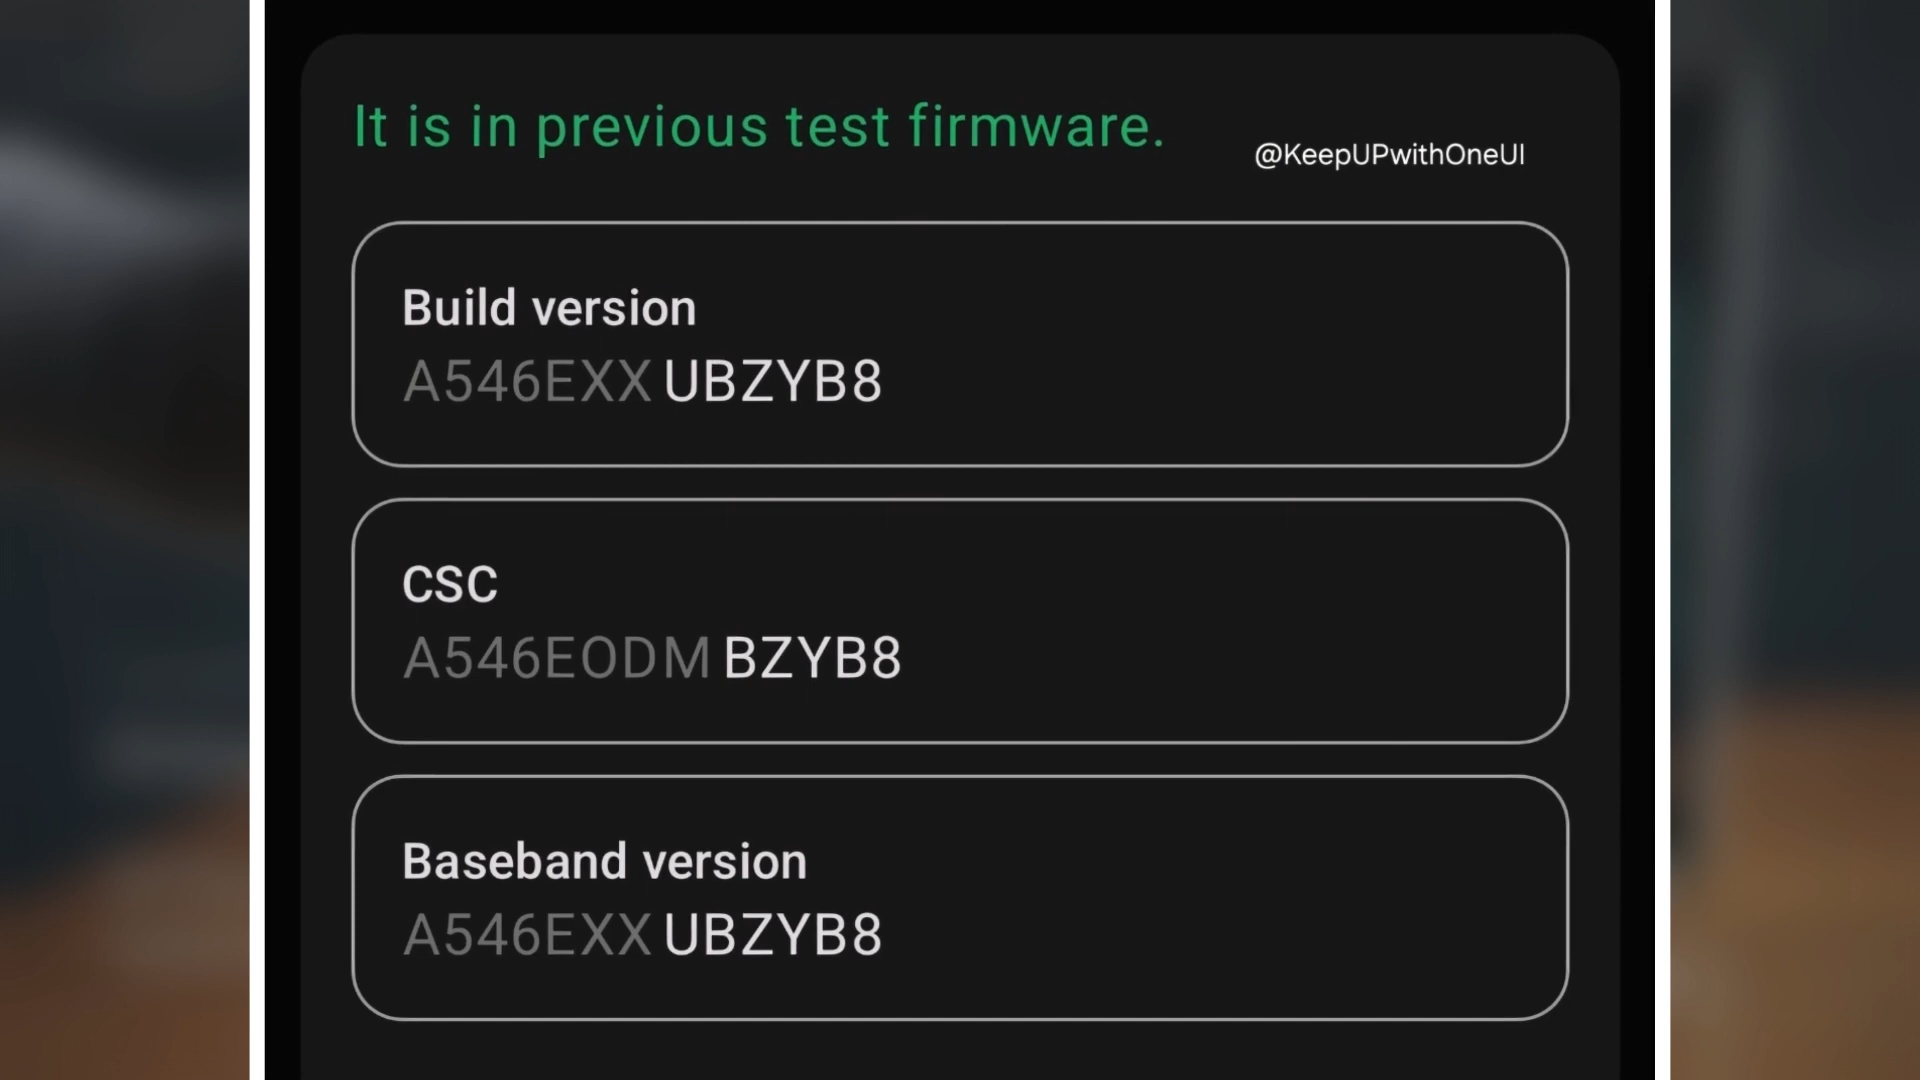 It is in previous test firmware.
@KeepUPwithOneUI
Build version
A546EXXUBZYB8
CSC
A546EODMBZYB8
Baseband version
A546EXXUBZYB8